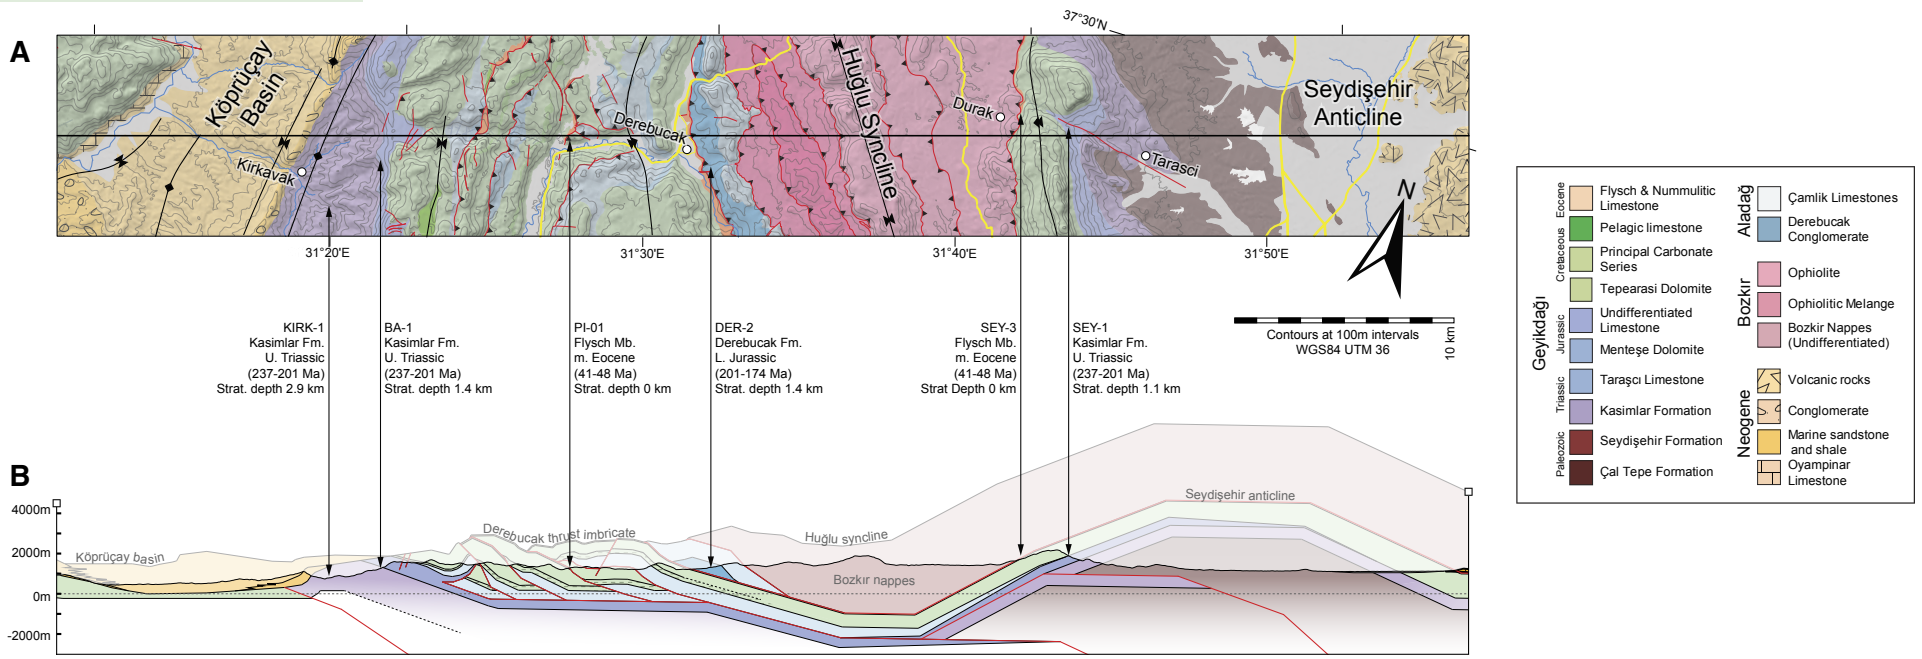 A
37°30'N
Köprüçay
Basin
Kirkavak
Derebucak
Huğlu Syncline
Durak
Tarasci
Seydişehir
Anticline
N
31°20'E
31°30'E
31°40'E
31°50'E
KIRK-1
Kasimlar Fm.
U. Triassic
(237-201 Ma)
Strat. depth 2.9 km
BA-1
Kasimlar Fm.
U. Triassic
(237-201 Ma)
Strat. depth 1.4 km
PI-01
Flysch Mb.
m. Eocene
(41-48 Ma)
Strat. depth 0 km
DER-2
Derebucak Fm.
L. Jurassic
(201-174 Ma)
Strat. depth 1.4 km
SEY-3
Flysch Mb.
m. Eocene
(41-48 Ma)
Strat Depth 0 km
SEY-1
Kasimlar Fm.
U. Triassic
(237-201 Ma)
Strat. depth 1.1 km
Contours at 100m intervals
WGS84 UTM 36
10 km
B
4000m
2000m
0m
-2000m
Köprüçay basin
Derebucak thrust imbricate
Huğlu syncline
Bozkır nappes
Seydişehir anticline
Geyikdağı
Eocene
Flysch & Nummulitic
Limestone
Cretaceous
Pelagic limestone
Principal Carbonate
Series
Tepearasi Dolomite
Jurassic
Undifferentiated
Limestone
Menteşe Dolomite
Triassic
Taraşcı Limestone
Kasimlar Formation
Paleozoic
Seydişehir Formation
Çal Tepe Formation
Aladağ
Çamlik Limestones
Derebucak
Conglomerate
Bozkır
Ophiolite
Ophiolitic Melange
Bozkir Nappes
(Undifferentiated)
Neogene
Volcanic rocks
Conglomerate
Marine sandstone
and shale
Oyampinar
Limestone